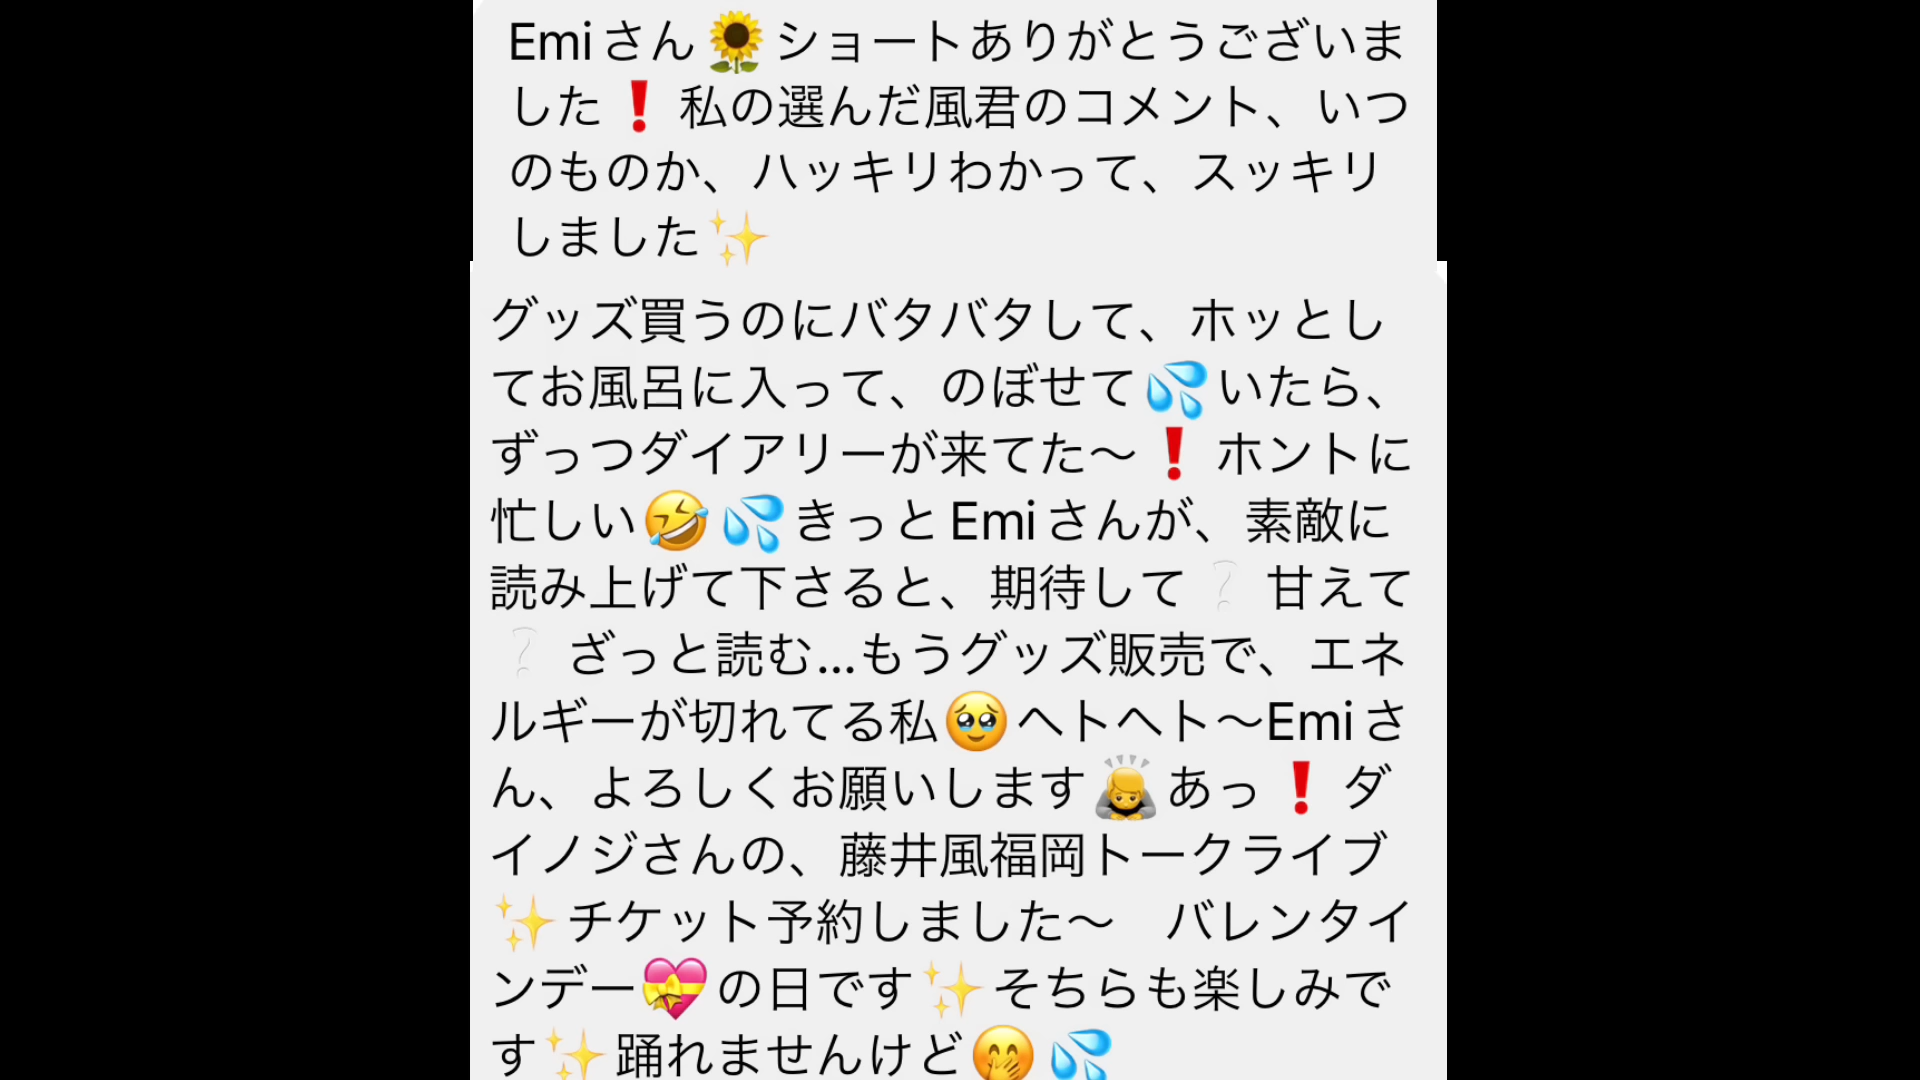 Emiさん🌻ショートありがとうございま
した❗私の選んだ風君のコメント、いつ
のものか、ハッキリわかって、スッキリ
しました✨
グッズ買うのにバタバタして、ホッとし
てお風呂に入って、のぼせて💦いたら、
ずっつダイアリーが来てた〜❗ホントに
忙しい🤣💦きっとEmiさんが、素敵に
読み上げて下さると、期待して❔甘えて
❔ざっと読む…もうグッズ販売で、エネ
ルギーが切れてる私🥹ヘトヘト〜Emiさ
ん、よろしくお願いします🙇あっ❗ダ
イノジさんの、藤井風福岡トークライブ
✨チケット予約しました〜　バレンタイ
ンデー💝の日です✨そちらも楽しみで
す✨踊れませんけど🤭💦